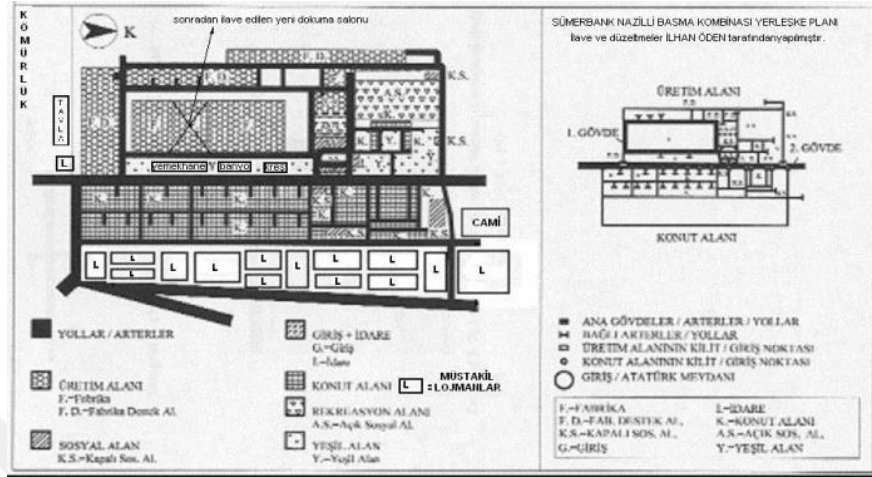 KÖMÜRLÜK
K
sonradan ilave edilen yeni dokuma salonu
TAVLA
L
F. D.
F. D.
F. D.
K.S.
A.S.
K.S.
K.
Y.
K.
yemekhane Y banyo kreş
K.
K.S.
CAMİ
L L L L L L L L L L L L L L L
YOLLAR / ARTERLER
ÜRETİM ALANI
F.=Fabrika
F. D.=Fabrika Destek Al.
SOSYAL ALAN
K.S.=Kapalı Sos. Al.
GİRİŞ + İDARE
G.=Giriş
İ.=İdare
KONUT ALANI
L MÜSTAKİL
: LOJMANLAR
REKREASYON ALANI
A.S.=Açık Sosyal Al.
YEŞİL ALAN
Y.=Yeşil Alan
SÜMERBANK NAZİLLİ BASMA KOMBİNASI YERLEŞKE PLANI
İlave ve düzeltmeler İLHAN ÖDEN tarafındanyapılmıştır.
ÜRETİM ALANI
1. GÖVDE
2. GÖVDE
KONUT ALANI
ANA GÖVDELER / ARTERLER / YOLLAR
BAĞLI ARTERLER / YOLLAR
ÜRETİM ALANININ KİLİT / GİRİŞ NOKTASI
KONUT ALANININ KİLİT / GİRİŞ NOKTASI
GİRİŞ / ATATÜRK MEYDANI
F.=FABRİKA
F. D.=FAB. DESTEK AL.
K.S.=KAPALI SOS. AL.
G.=GİRİŞ
İ.=İDARE
K.=KONUT ALANI
A.S.=AÇIK SOS. AL.
Y.=YEŞİL ALAN